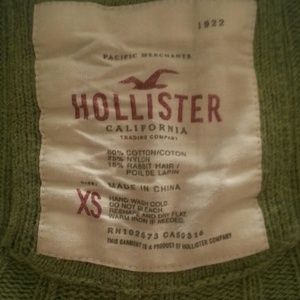 1922
PACIFIC MERCHANTS
HOLLISTER
CALIFORNIA
TRADING COMPANY
60% COTTON/COTON
25% NYLON
15% RABBIT HAIR/
POIL DE LAPIN
MADE IN CHINA
XS
HAND WASH COLD
DO NOT BLEACH.
RESHAPE AND DRY FLAT
WARM IRON IF NEEDED.
RN102573
THIS GARMENT IS A PRODUCT OF HOLLISTER COMPANY